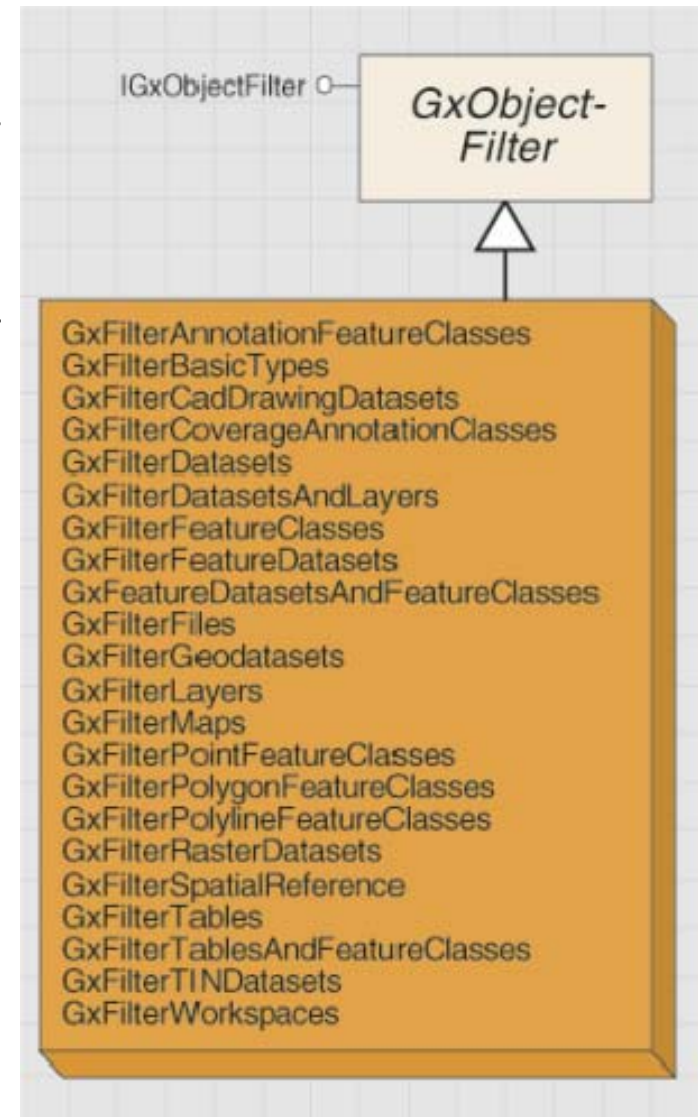 IGxObjectFilter
GxObject-
Filter
GxFilterAnnotationFeatureClasses
GxFilterBasicTypes
GxFilterCadDrawingDatasets
GxFilterCoverageAnnotationClasses
GxFilterDatasets
GxFilterDatasetsAndLayers
GxFilterFeatureClasses
GxFilterFeatureDatasets
GxFeatureDatasetsAndFeatureClasses
GxFilterFiles
GxFilterGeodatasets
GxFilterLayers
GxFilterMaps
GxFilterPointFeatureClasses
GxFilterPolygonFeatureClasses
GxFilterPolylineFeatureClasses
GxFilterRasterDatasets
GxFilterSpatialReference
GxFilterTables
GxFilterTablesAndFeatureClasses
GxFilterTINDatasets
GxFilterWorkspaces